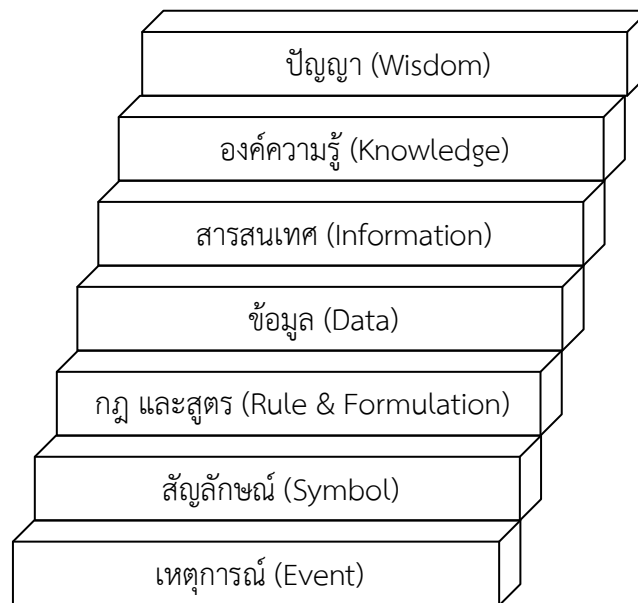 ปัญญา (Wisdom)
องค์ความรู้ (Knowledge)
สารสนเทศ (Information)
ข้อมูล (Data)
กฎ และสูตร (Rule & Formulation)
สัญลักษณ์ (Symbol)
เหตุการณ์ (Event)